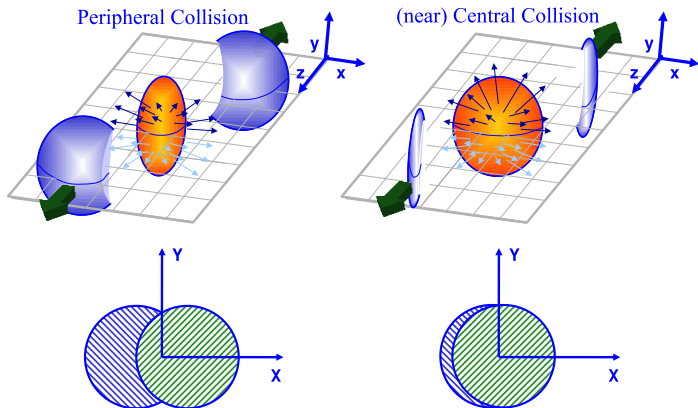 Peripheral Collision
(near) Central Collision
y
x
z
y
x
z
Y
X
Y
X